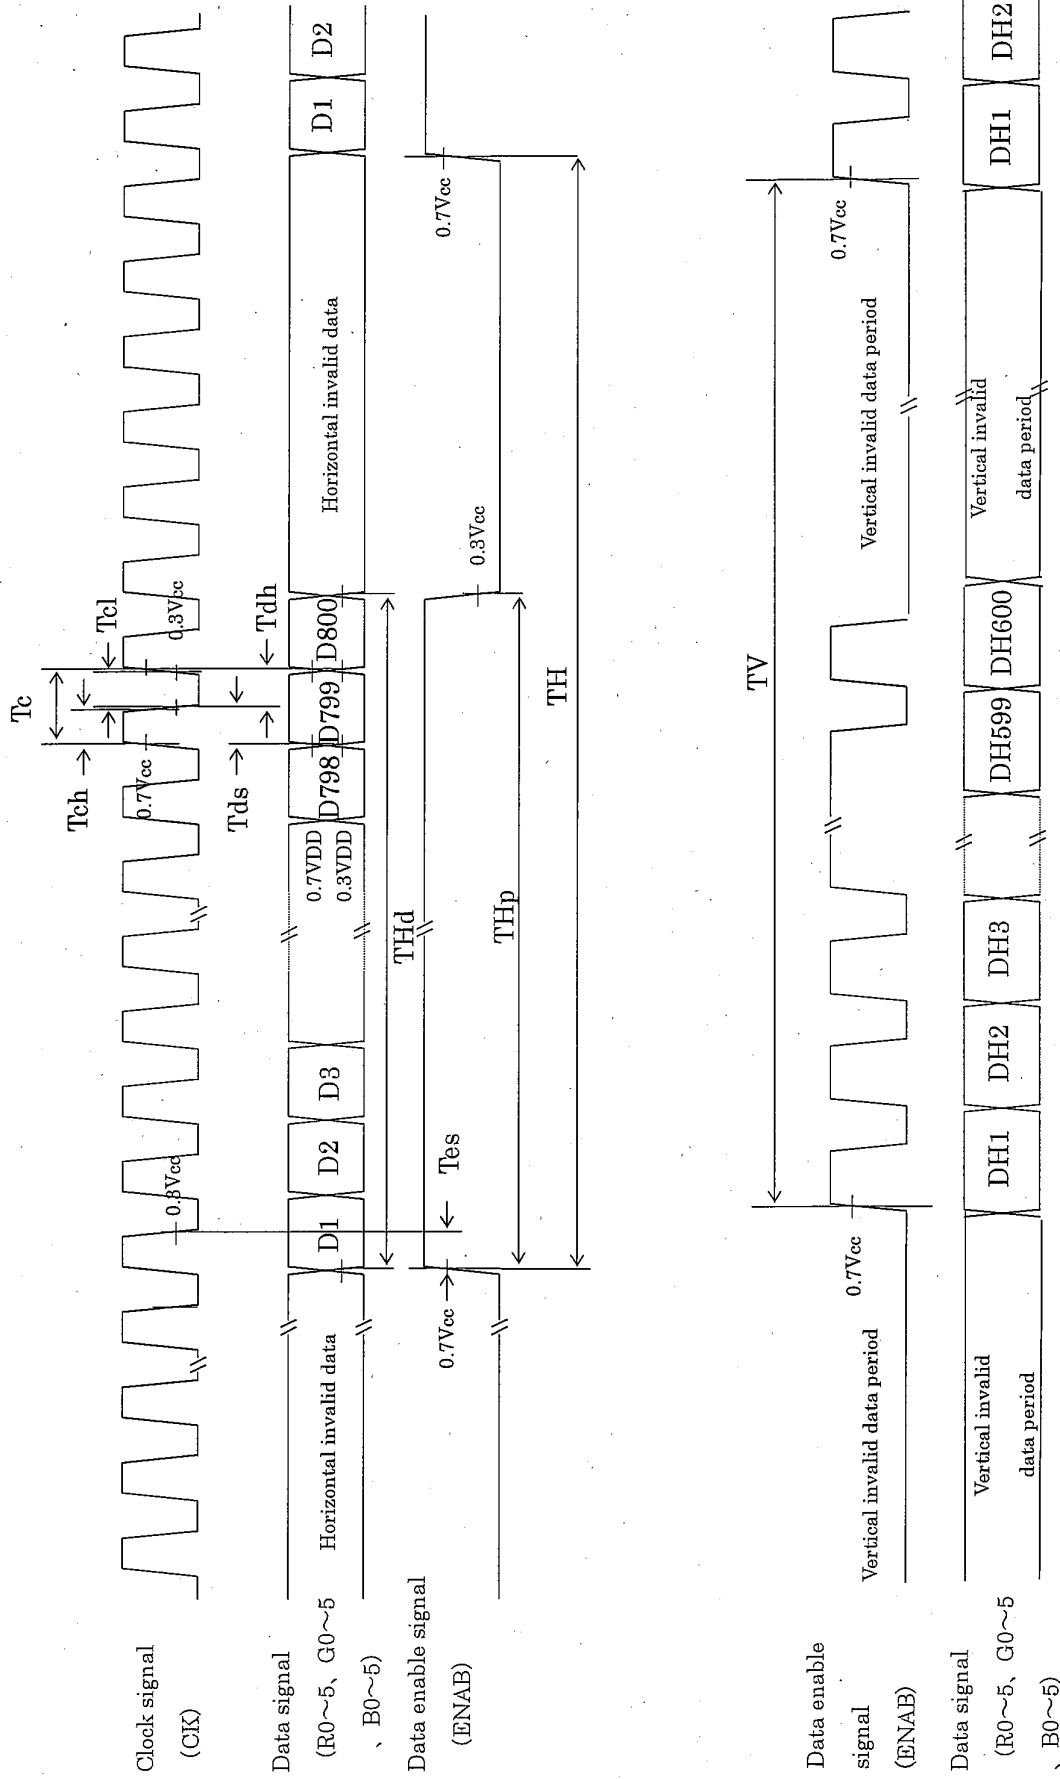 Clock signal
(CK)
0.3Vcc
0.7Vcc
0.3Vcc
Tch
Tc
Tcl
Data signal
(R0～5、G0～5
、B0～5)
Horizontal invalid data
D1
D2
D3
0.7VDD
0.3VDD
D798
D799
D800
Horizontal invalid data
D1
D2
Tds
Tdh
THd
Data enable signal
(ENAB)
0.7Vcc
Tes
0.3Vcc
0.7Vcc
THp
TH
TV
Data enable
signal
(ENAB)
Vertical invalid data period
0.7Vcc
Vertical invalid data period
0.7Vcc
Data signal
(R0～5、G0～5
、B0～5)
Vertical invalid
data period
DH1
DH2
DH3
DH599
DH600
Vertical invalid
data period
DH1
DH2